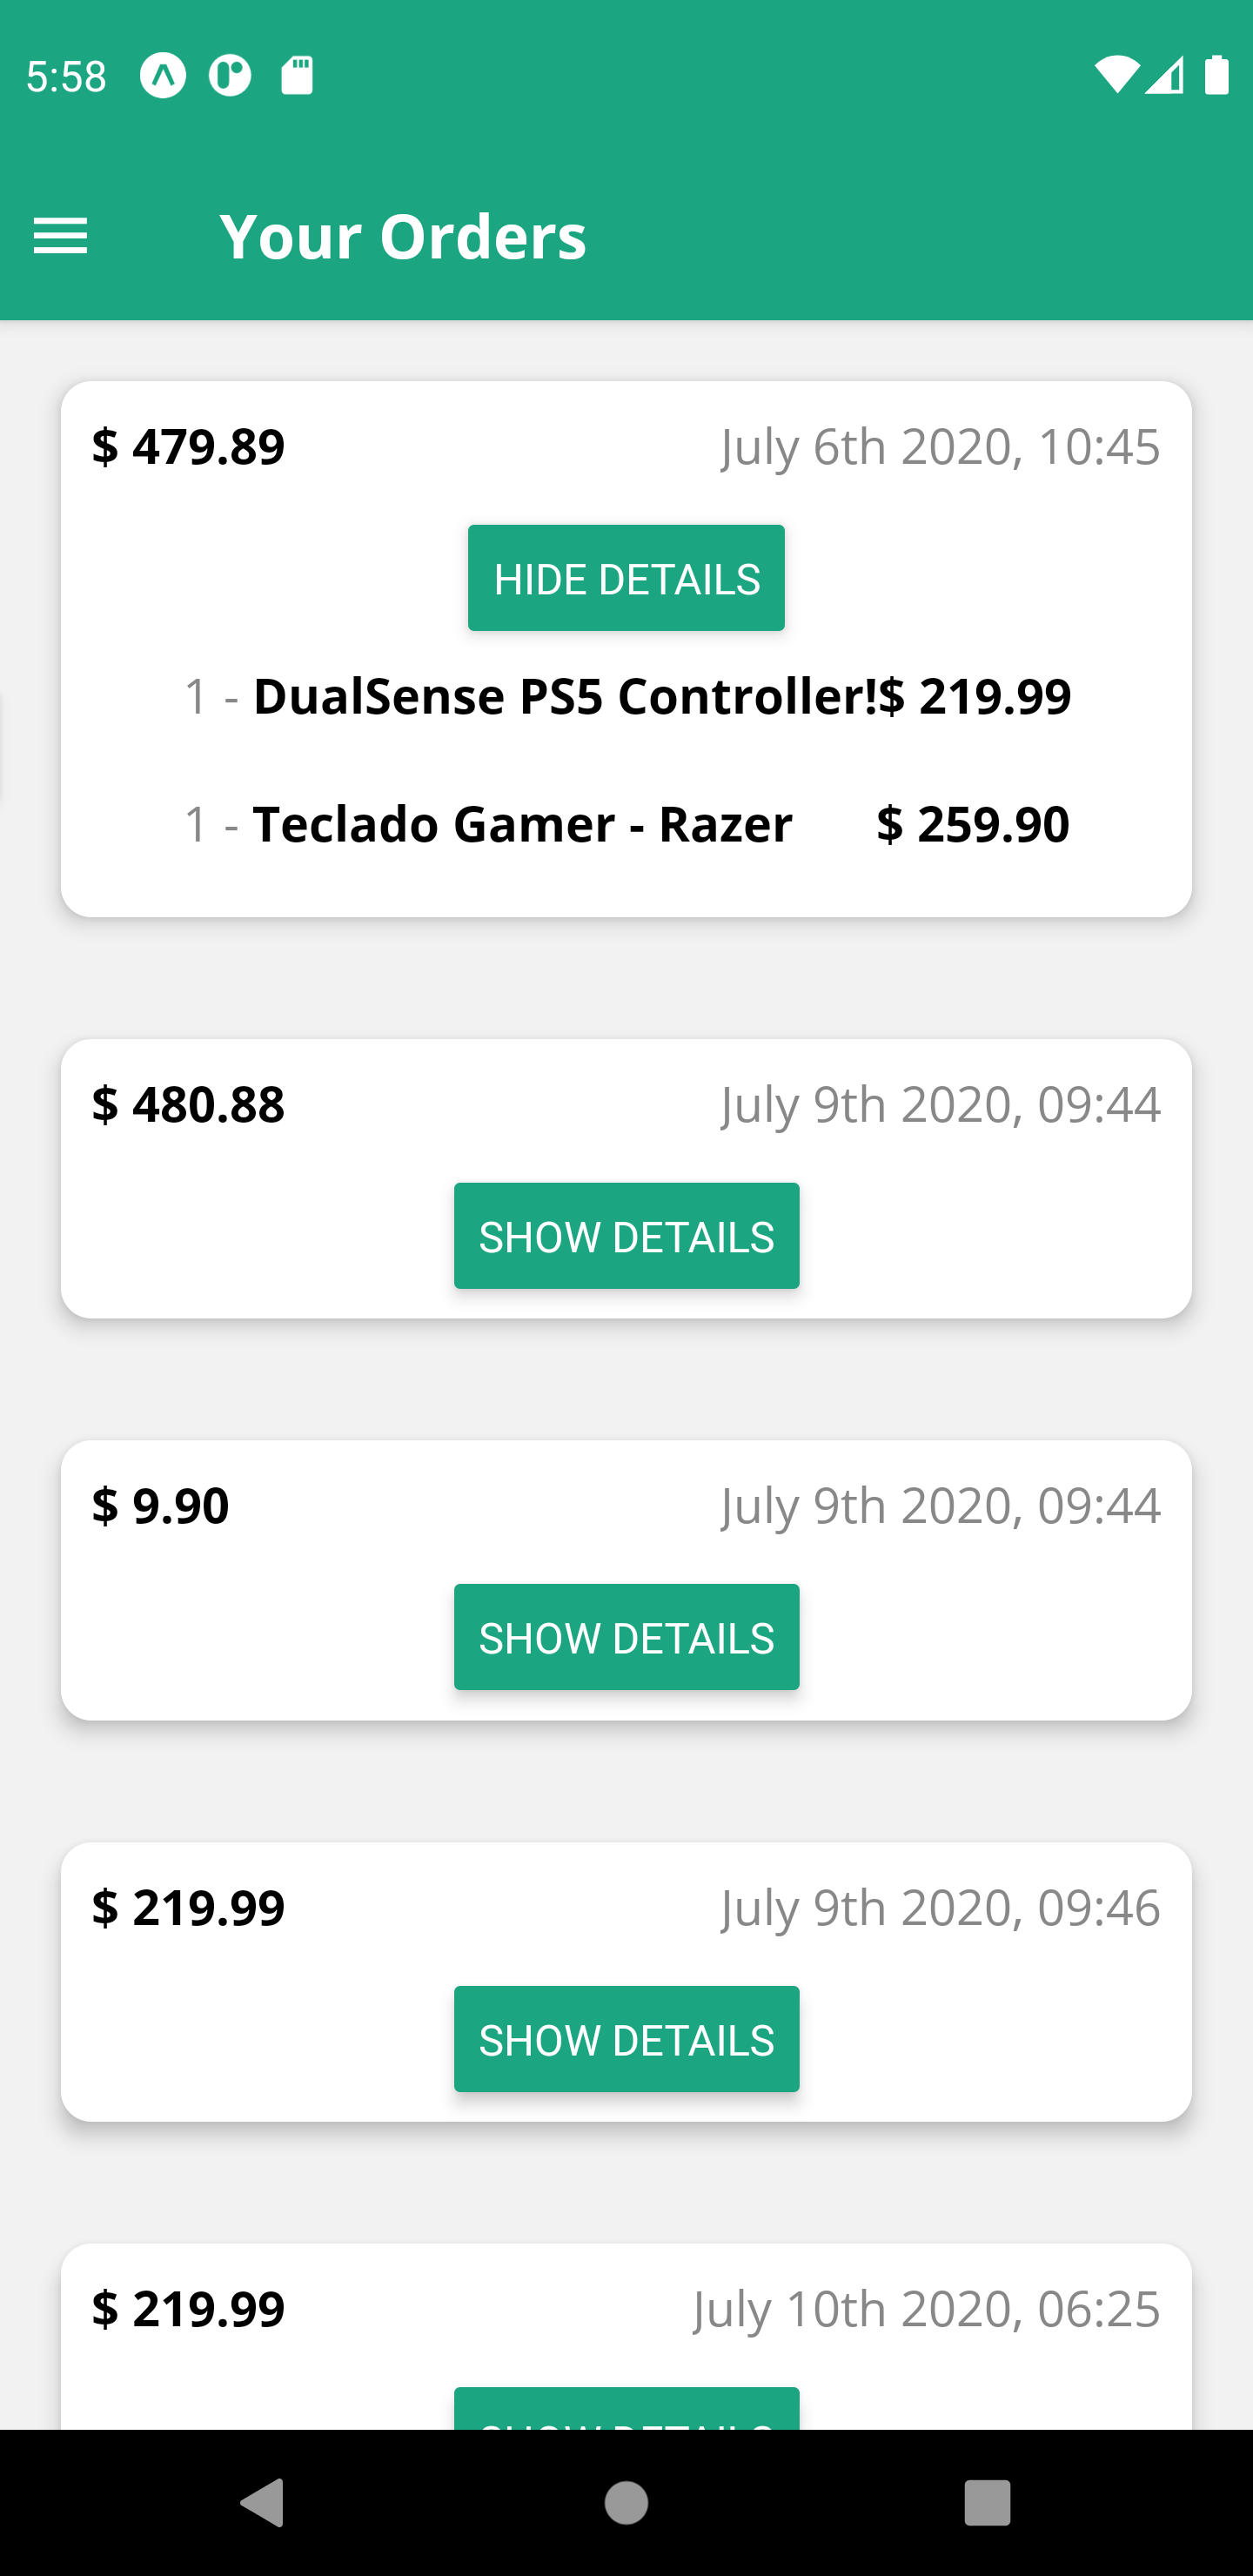 5:58
Your Orders
$ 479.89 July 6th 2020, 10:45
HIDE DETAILS
1 - DualSense PS5 Controller!$ 219.99
1 - Teclado Gamer - Razer $ 259.90
$ 480.88 July 9th 2020, 09:44
SHOW DETAILS
$ 9.90 July 9th 2020, 09:44
SHOW DETAILS
$ 219.99 July 9th 2020, 09:46
SHOW DETAILS
$ 219.99 July 10th 2020, 06:25
SHOW DETAILS